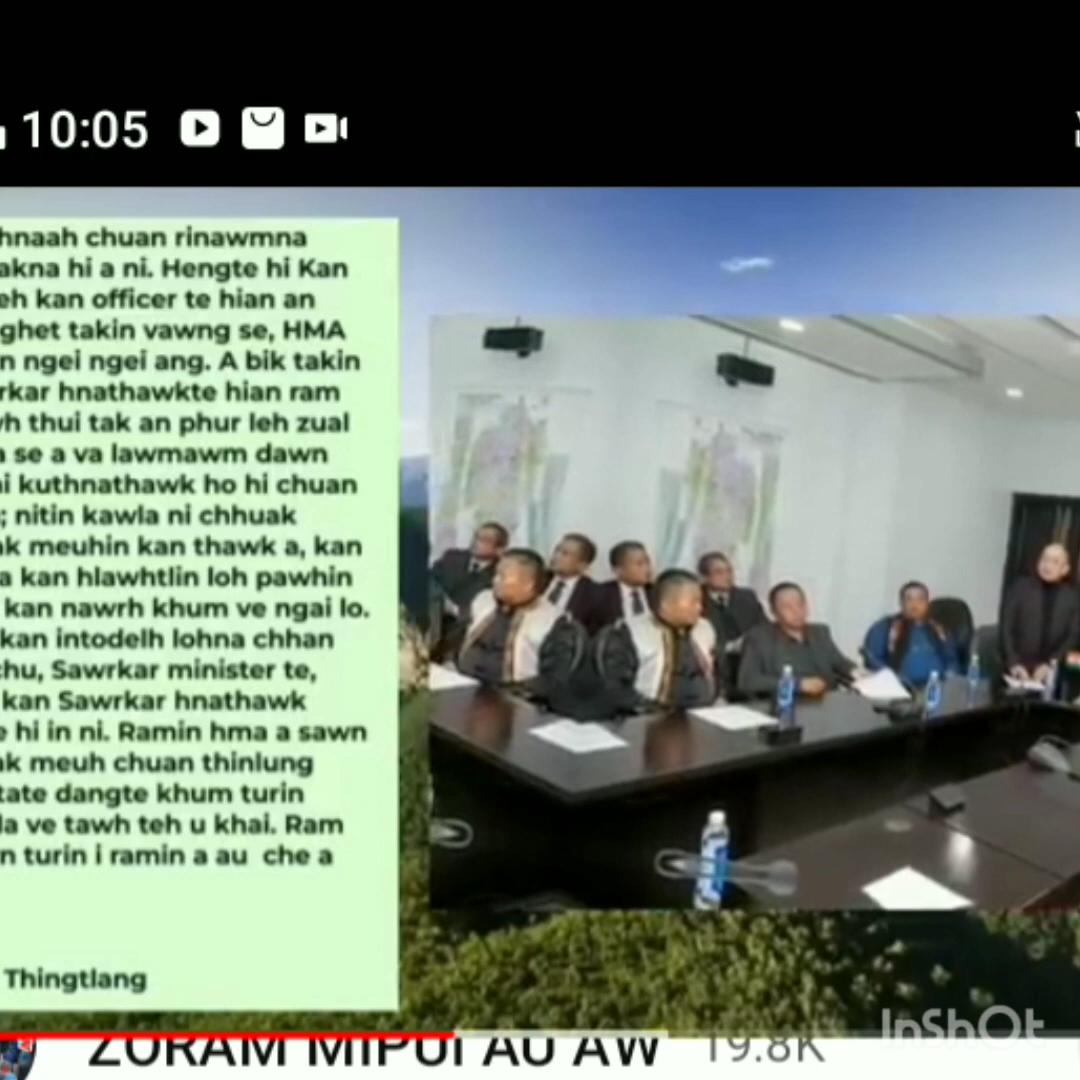 10:05
hnaah chuan rinawmna
akna hi a ni. Hengte hi Kan
eh kan officer te hian an
ghet takin vawng se, HMA
n ngei ngei ang. A bik takin
rkar hnathawkte hian ram
h thui tak an phur leh zual
se a va lawmawm dawn
i kuthnathawk ho hi chuan
; nitin kawla ni chhuak
ak meuhin kan thawk a, kan
a kan hlawhtlin loh pawhin
kan nawrh khum ve ngai lo.
kan intodelh lohna chhan
chu, Sawrkar minister te,
kan Sawrkar hnathawk
e hi in ni. Ramin hma a sawn
ak meuh chuan thinlung
tate dangte khum turin
la ve tawh teh u khai. Ram
n turin i ramin a au che a
Thingtlang
InShOt
ZORAM MIPUI AU AW 19.8K